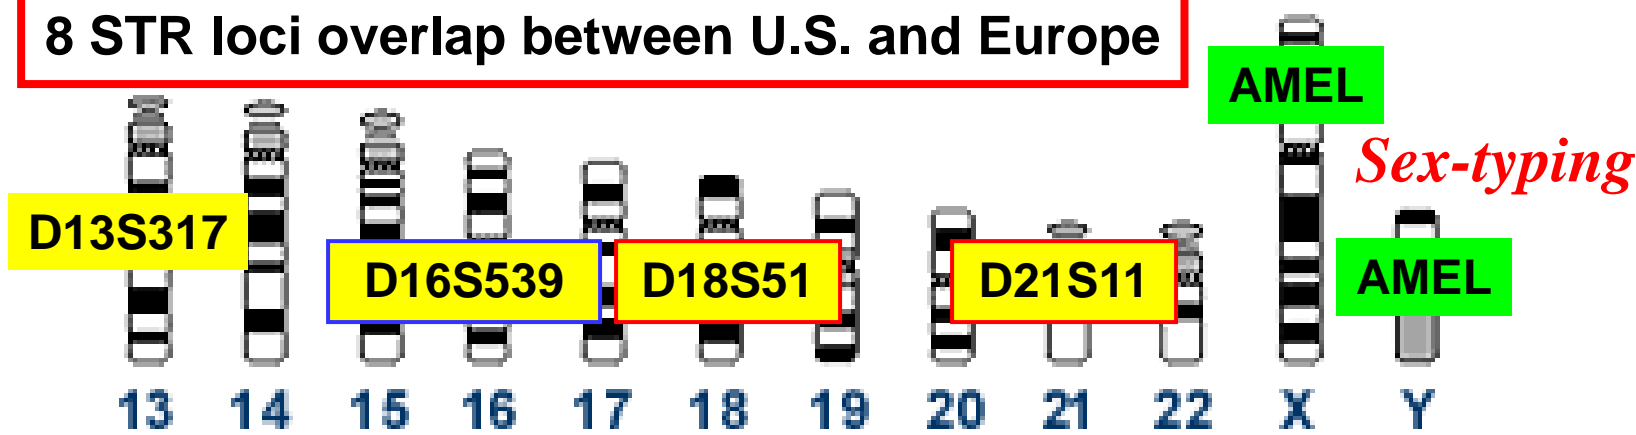 8 STR loci overlap between U.S. and Europe
AMEL
Sex-typing
D13S317
D16S539
D18S51
D21S11
AMEL
13 14 15 16 17 18 19 20 21 22 X Y